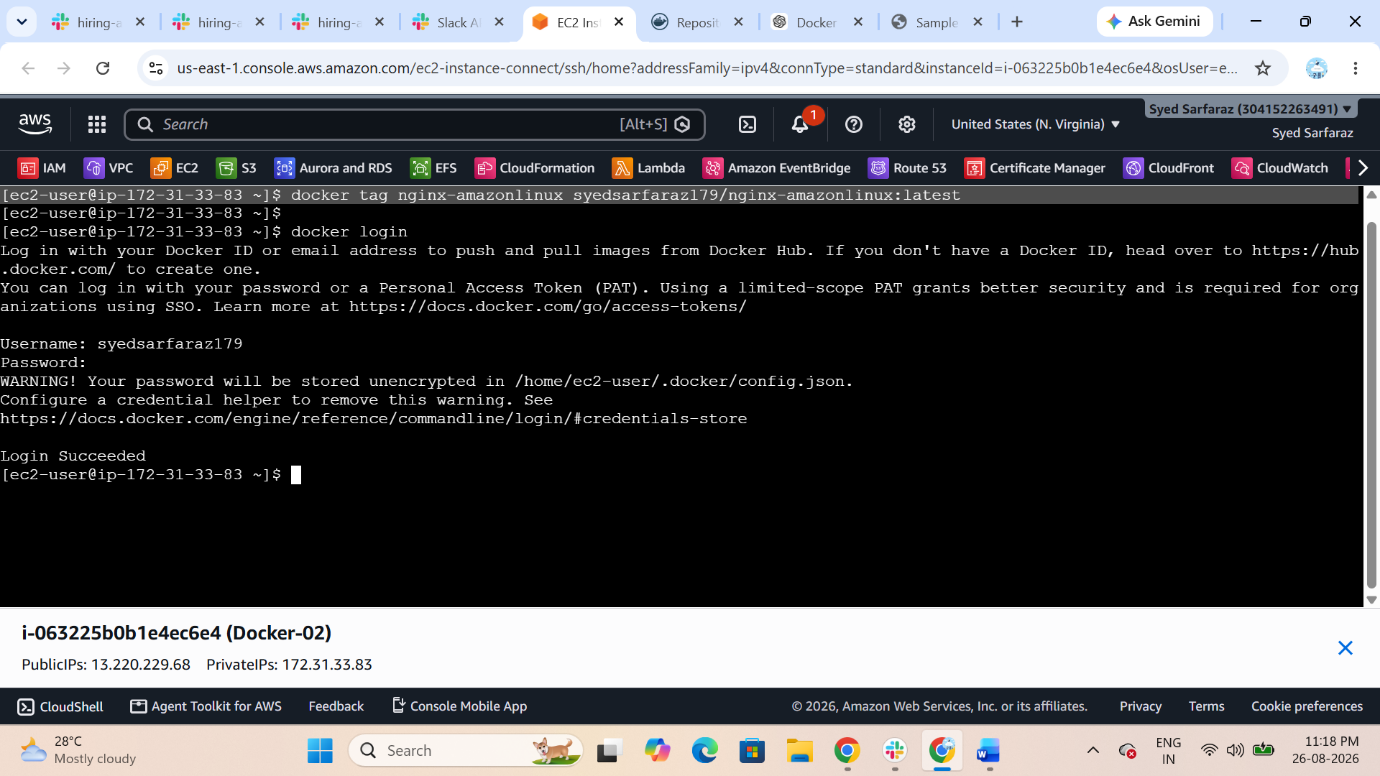 hiring-a
hiring-a
hiring-a
Slack A
EC2 Ins
Reposit
Docker
Sample
Ask Gemini
us-east-1.console.aws.amazon.com/ec2-instance-connect/ssh/home?addressFamily=ipv4&connType=standard&instanceId=i-063225b0b1e4ec6e4&osUser=e...
aws
Search
[Alt+S]
1
United States (N. Virginia) ▼
Syed Sarfaraz (304152263491) ▼
Syed Sarfaraz
IAM
VPC
EC2
S3
Aurora and RDS
EFS
CloudFormation
Lambda
Amazon EventBridge
Route 53
Certificate Manager
CloudFront
CloudWatch
[ec2-user@ip-172-31-33-83 ~]$ docker tag nginx-amazonlinux syedsarfaraz179/nginx-amazonlinux:latest
[ec2-user@ip-172-31-33-83 ~]$
[ec2-user@ip-172-31-33-83 ~]$ docker login
Log in with your Docker ID or email address to push and pull images from Docker Hub. If you don't have a Docker ID, head over to https://hub
.docker.com/ to create one.
You can log in with your password or a Personal Access Token (PAT). Using a limited-scope PAT grants better security and is required for org
anizations using SSO. Learn more at https://docs.docker.com/go/access-tokens/
Username: syedsarfaraz179
Password:
WARNING! Your password will be stored unencrypted in /home/ec2-user/.docker/config.json.
Configure a credential helper to remove this warning. See
https://docs.docker.com/engine/reference/commandline/login/#credentials-store
Login Succeeded
[ec2-user@ip-172-31-33-83 ~]$
i-063225b0b1e4ec6e4 (Docker-02)
PublicIPs: 13.220.229.68 PrivateIPs: 172.31.33.83
CloudShell
Agent Toolkit for AWS
Feedback
Console Mobile App
© 2026, Amazon Web Services, Inc. or its affiliates.
Privacy
Terms
Cookie preferences
28°C
Mostly cloudy
Search
ENG
IN
11:18 PM
26-08-2026